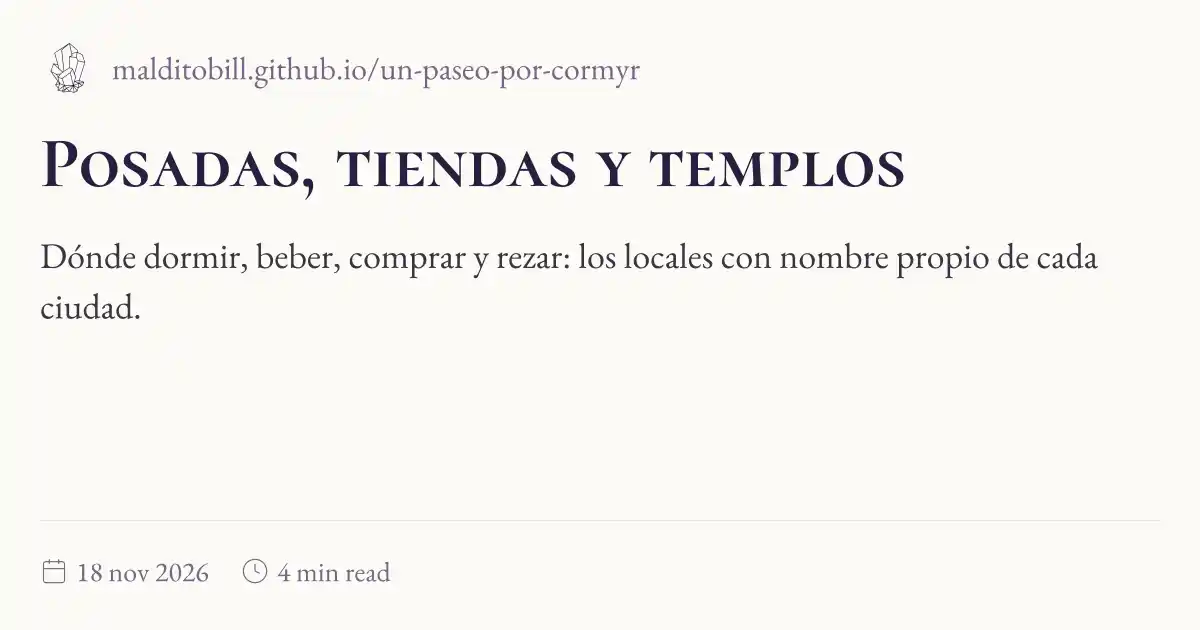 malditobill.github.io/un-paseo-por-cormyr
Posadas, tiendas y templos
Dónde dormir, beber, comprar y rezar: los locales con nombre propio de cada
ciudad.
18 nov 2026
4 min read